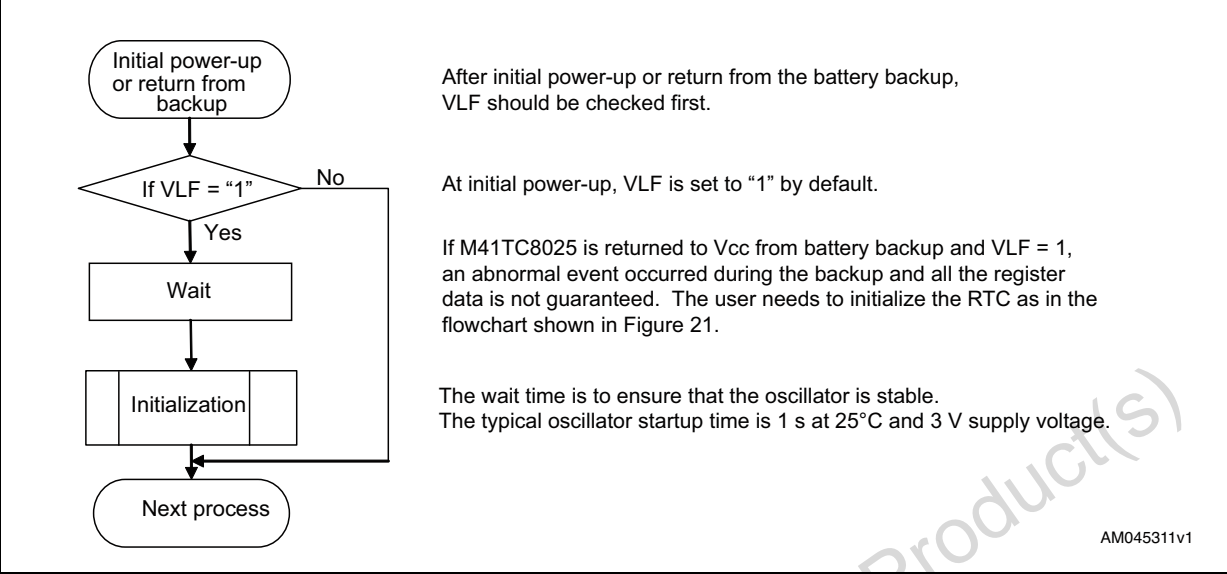 Initial power-up
or return from
backup
After initial power-up or return from the battery backup,
VLF should be checked first.
If VLF = “1”
No
At initial power-up, VLF is set to “1” by default.
Yes
Wait
If M41TC8025 is returned to Vcc from battery backup and VLF = 1,
an abnormal event occurred during the backup and all the register
data is not guaranteed.  The user needs to initialize the RTC as in the
flowchart shown in Figure 21.
Initialization
The wait time is to ensure that the oscillator is stable.
The typical oscillator startup time is 1 s at 25°C and 3 V supply voltage.
Next process
Product(s)
AM045311v1